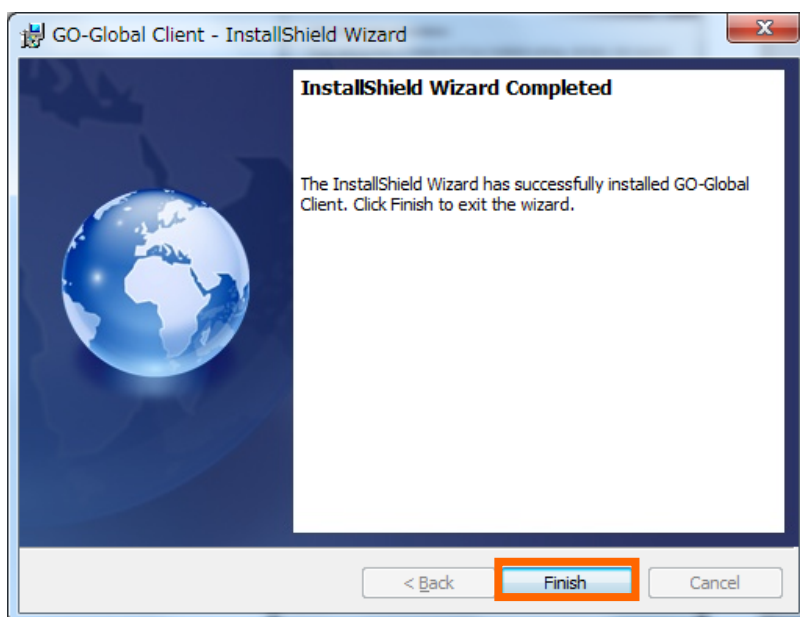 GO-Global Client - InstallShield Wizard
InstallShield Wizard Completed
The InstallShield Wizard has successfully installed GO-Global
Client. Click Finish to exit the wizard.
< Back
Finish
Cancel